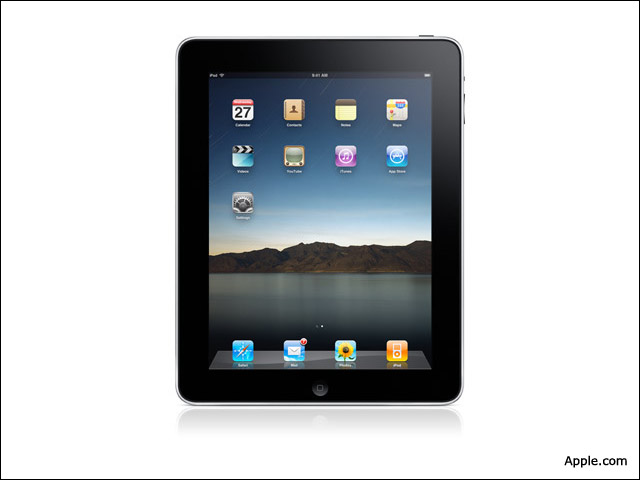 iPad 9:41 AM
27
Calendar Contacts Notes Maps
Videos YouTube iTunes App Store
Settings
Safari Mail Photos iPod
Apple.com